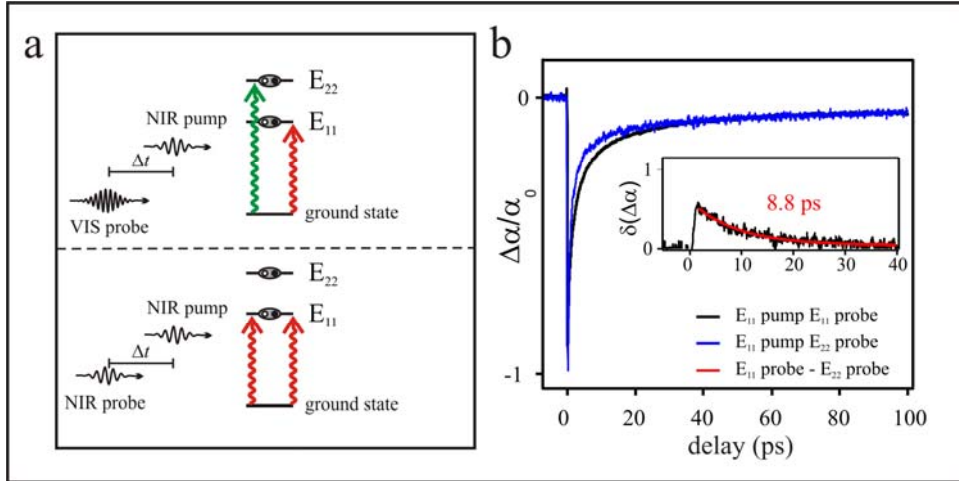 a
E₂₂
NIR pump
E₁₁
Δt
VIS probe
ground state
E₂₂
NIR pump
E₁₁
Δt
NIR probe
ground state
b
0
Δα/α₀
-1
1
δ(Δα)
0
8.8 ps
0 10 20 30 40
E₁₁ pump E₁₁ probe
E₁₁ pump E₂₂ probe
E₁₁ probe - E₂₂ probe
0 20 40 60 80 100
delay (ps)